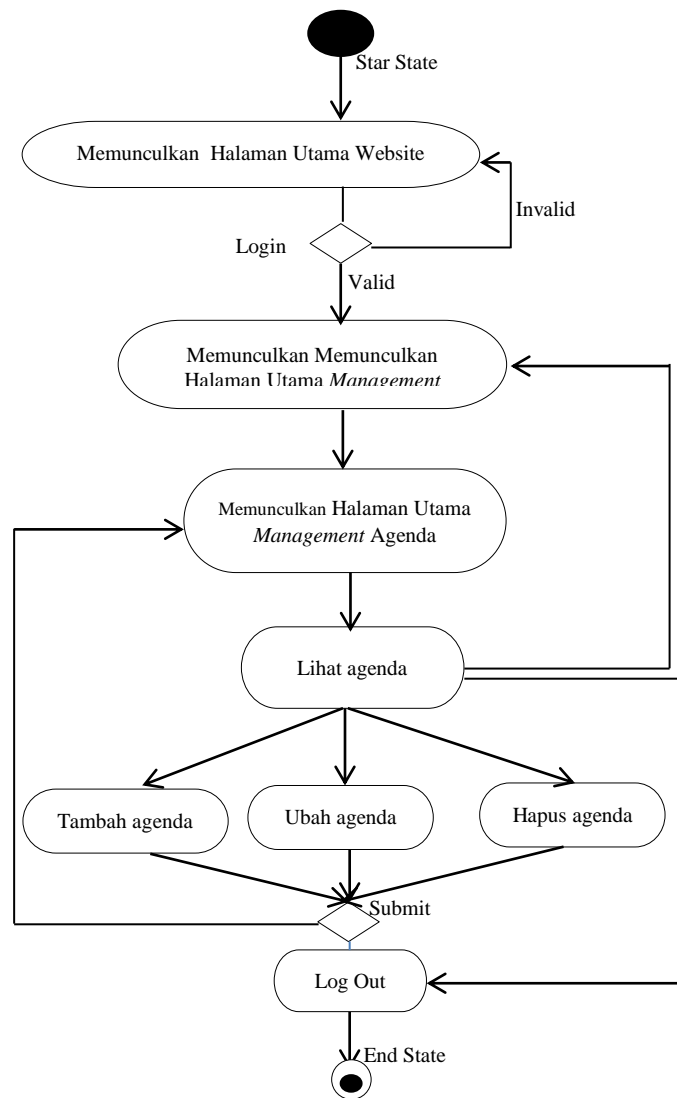 Star State
Memunculkan Halaman Utama Website
Invalid
Login
Valid
Memunculkan Memunculkan
Halaman Utama Management
Memunculkan Halaman Utama
Management Agenda
Lihat agenda
Tambah agenda
Ubah agenda
Hapus agenda
Submit
Log Out
End State